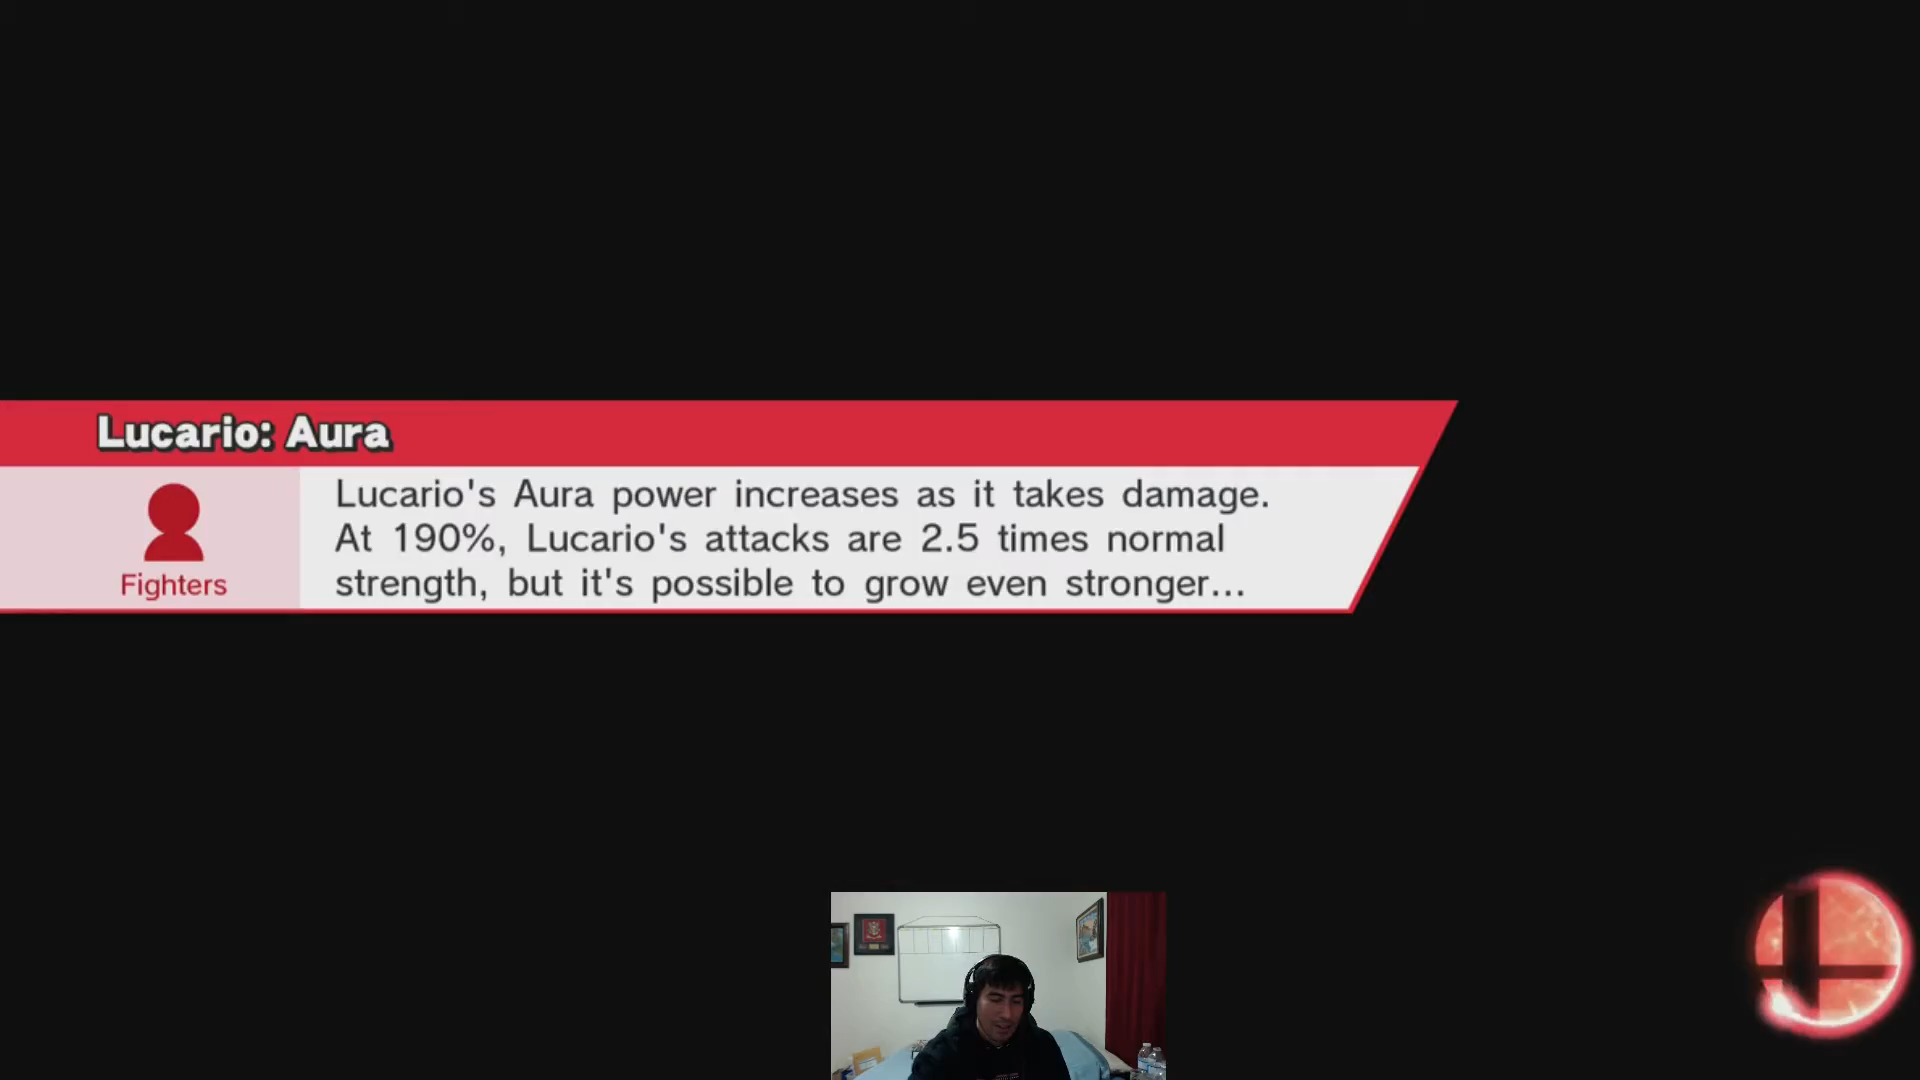 Lucario: Aura
Fighters
Lucario's Aura power increases as it takes damage.
At 190%, Lucario's attacks are 2.5 times normal
strength, but it's possible to grow even stronger...